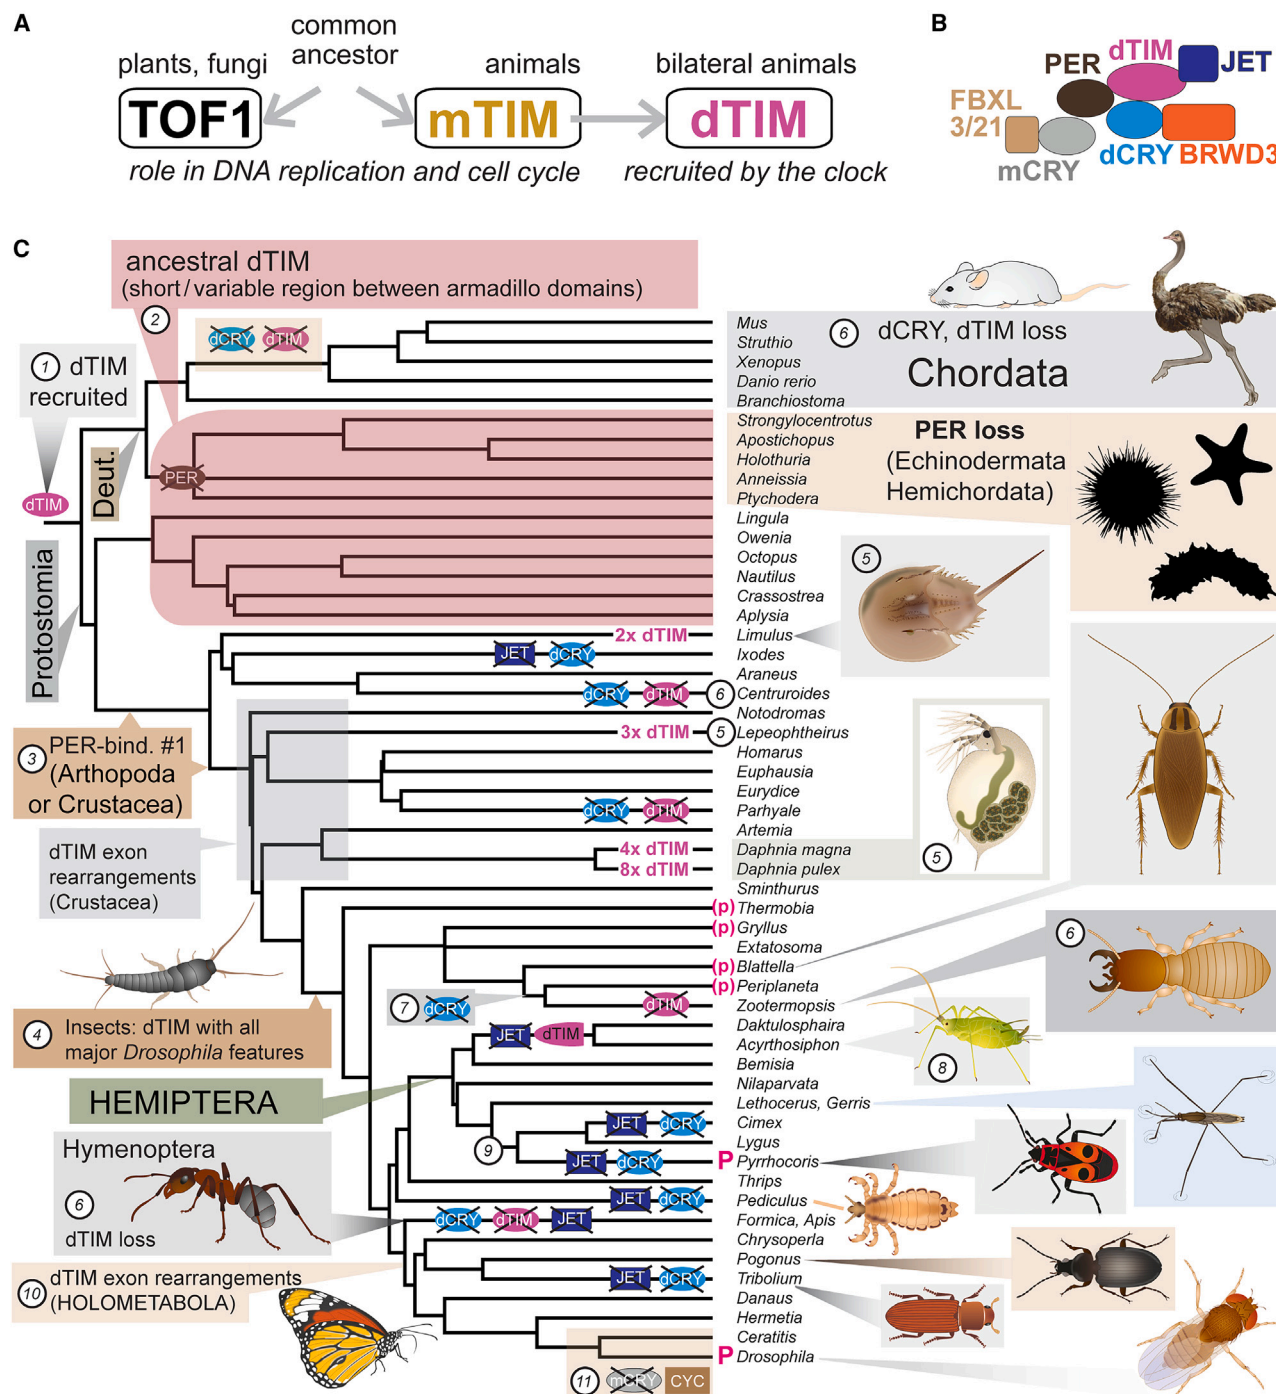 A
common
ancestor
plants, fungi
animals
bilateral animals
TOF1
mTIM
dTIM
role in DNA replication and cell cycle
recruited by the clock
B
PER
dTIM
JET
FBXL
3/21
mCRY
dCRY
BRWD3
C
ancestral dTIM
(short/variable region between armadillo domains)
2
dCRY
dTIM
1 dTIM
recruited
dTIM
Deut.
Protostomia
PER
Mus
Struthio
Xenopus
Danio rerio
Branchiostoma
6 dCRY, dTIM loss
Chordata
Strongylocentrotus
Apostichopus
Holothuria
Anneissia
Ptychodera
PER loss
(Echinodermata
Hemichordata)
Lingula
Owenia
Octopus
Nautilus
Crassostrea
Aplysia
2x dTIM
Limulus
5
JET dCRY
Ixodes
Araneus
dCRY dTIM 6
Centruroides
Notodromas
3x dTIM 5
Lepeophtheirus
Homarus
Euphausia
Eurydice
dCRY dTIM
Parhyale
Artemia
4x dTIM
Daphnia magna
8x dTIM
Daphnia pulex
5
3 PER-bind. #1
(Arthopoda
or Crustacea)
dTIM exon
rearrangements
(Crustacea)
Sminthurus
(p) Thermobia
(p) Gryllus
Extatosoma
(p) Blattella
(p) Periplaneta
7 dCRY
dTIM
Zootermopsis
6
4 Insects: dTIM with all
major Drosophila features
JET dTIM
Daktulosphaira
Acyrthosiphon
8
Bemisia
HEMIPTERA
Nilaparvata
Lethocerus, Gerris
JET dCRY
Cimex
9
Lygus
JET dCRY
P Pyrrhocoris
Thrips
JET dCRY
Pediculus
Hymenoptera
6
dTIM loss
dCRY dTIM JET
Formica, Apis
Chrysoperla
Pogonus
JET dCRY
Tribolium
10 dTIM exon rearrangements
(HOLOMETABOLA)
Danaus
Hermetia
Ceratitis
P Drosophila
11 mCRY CYC